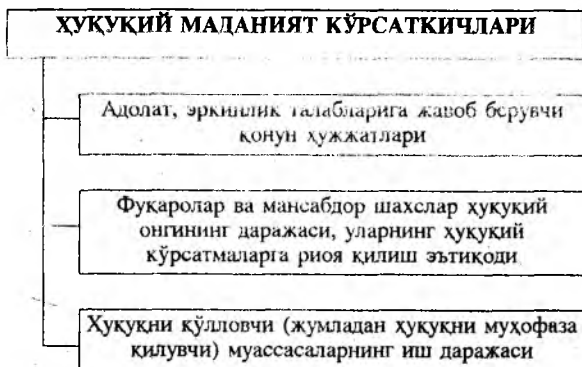 ҲУҚУҚИЙ МАДАНИЯТ КЎРСАТКИЧЛАРИ
Адолат, эркинлик талабларига жавоб берувчи
қонун ҳужжатлари
Фуқаролар ва мансабдор шахслар ҳуқуқий
онгининг даражаси, уларнинг ҳуқуқий
кўрсатмаларга риоя қилиш эътиқоди
Ҳуқуқни қўлловчи (жумладан ҳуқуқни муҳофаза
қилувчи) муассасаларнинг иш даражаси